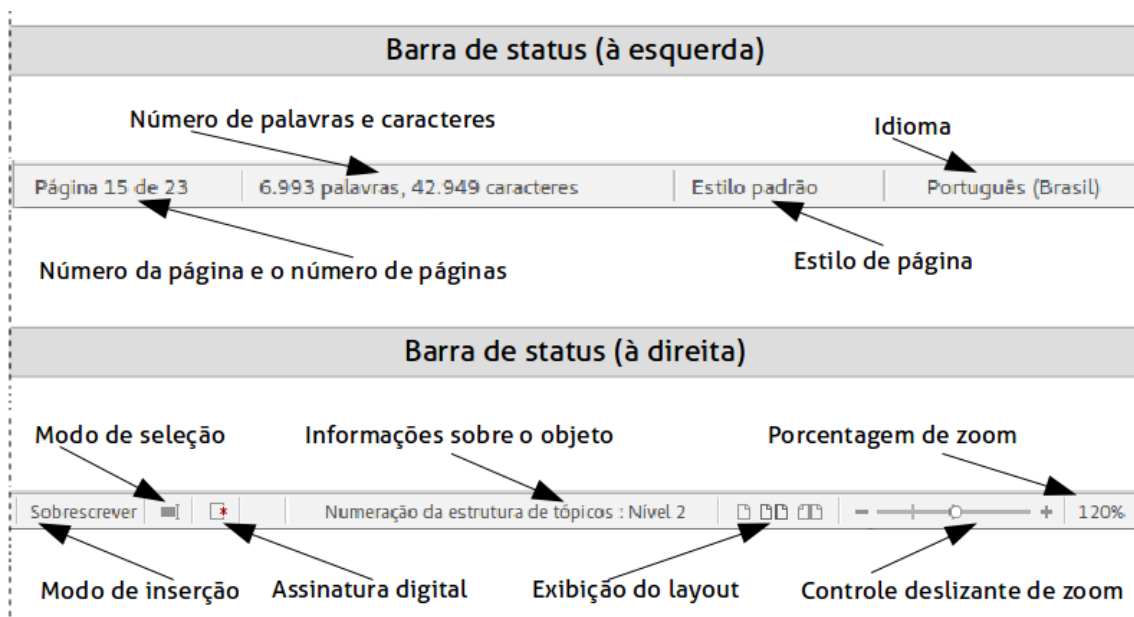 Barra de status (à esquerda)
Número de palavras e caracteres
Idioma
Página 15 de 23
6.993 palavras, 42.949 caracteres
Estilo padrão
Português (Brasil)
Número da página e o número de páginas
Estilo de página
Barra de status (à direita)
Modo de seleção
Informações sobre o objeto
Porcentagem de zoom
Sobrescrever
Numeração da estrutura de tópicos : Nível 2
120%
Modo de inserção
Assinatura digital
Exibição do layout
Controle deslizante de zoom